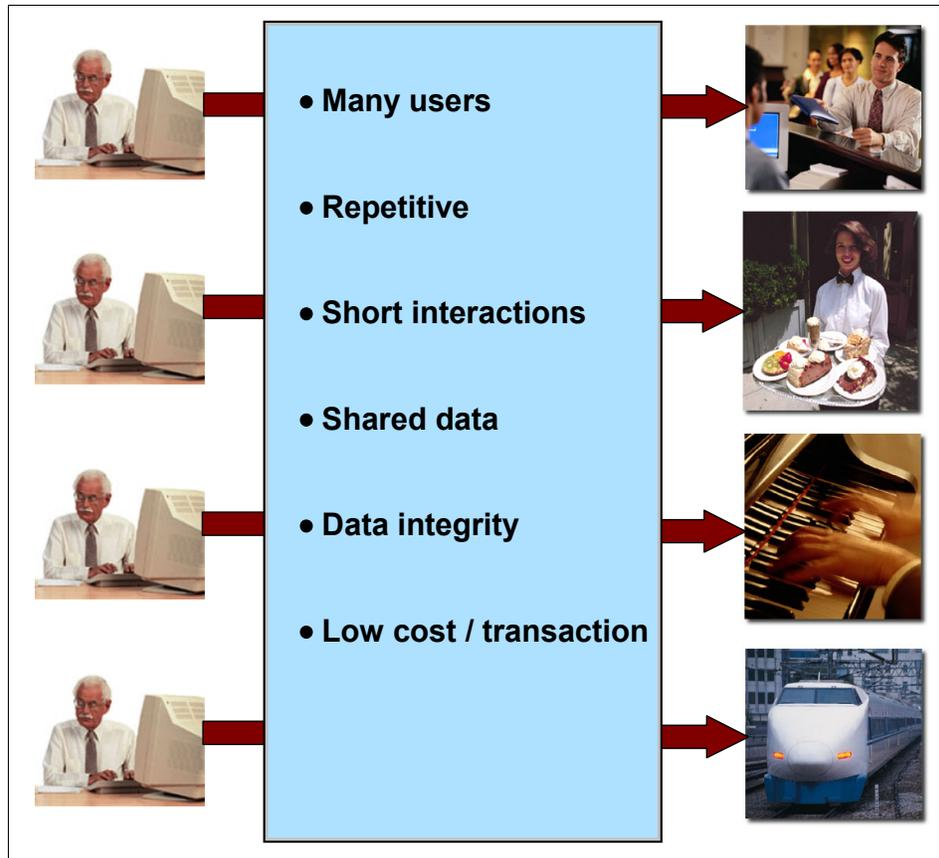 • Many users
• Repetitive
• Short interactions
• Shared data
• Data integrity
• Low cost / transaction